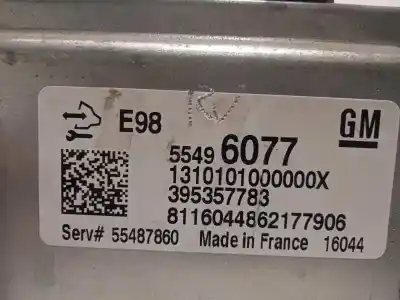 E98
GM
5549 6077
1310101000000X
395357783
8116044862177906
Serv# 55487860 Made in France 16044